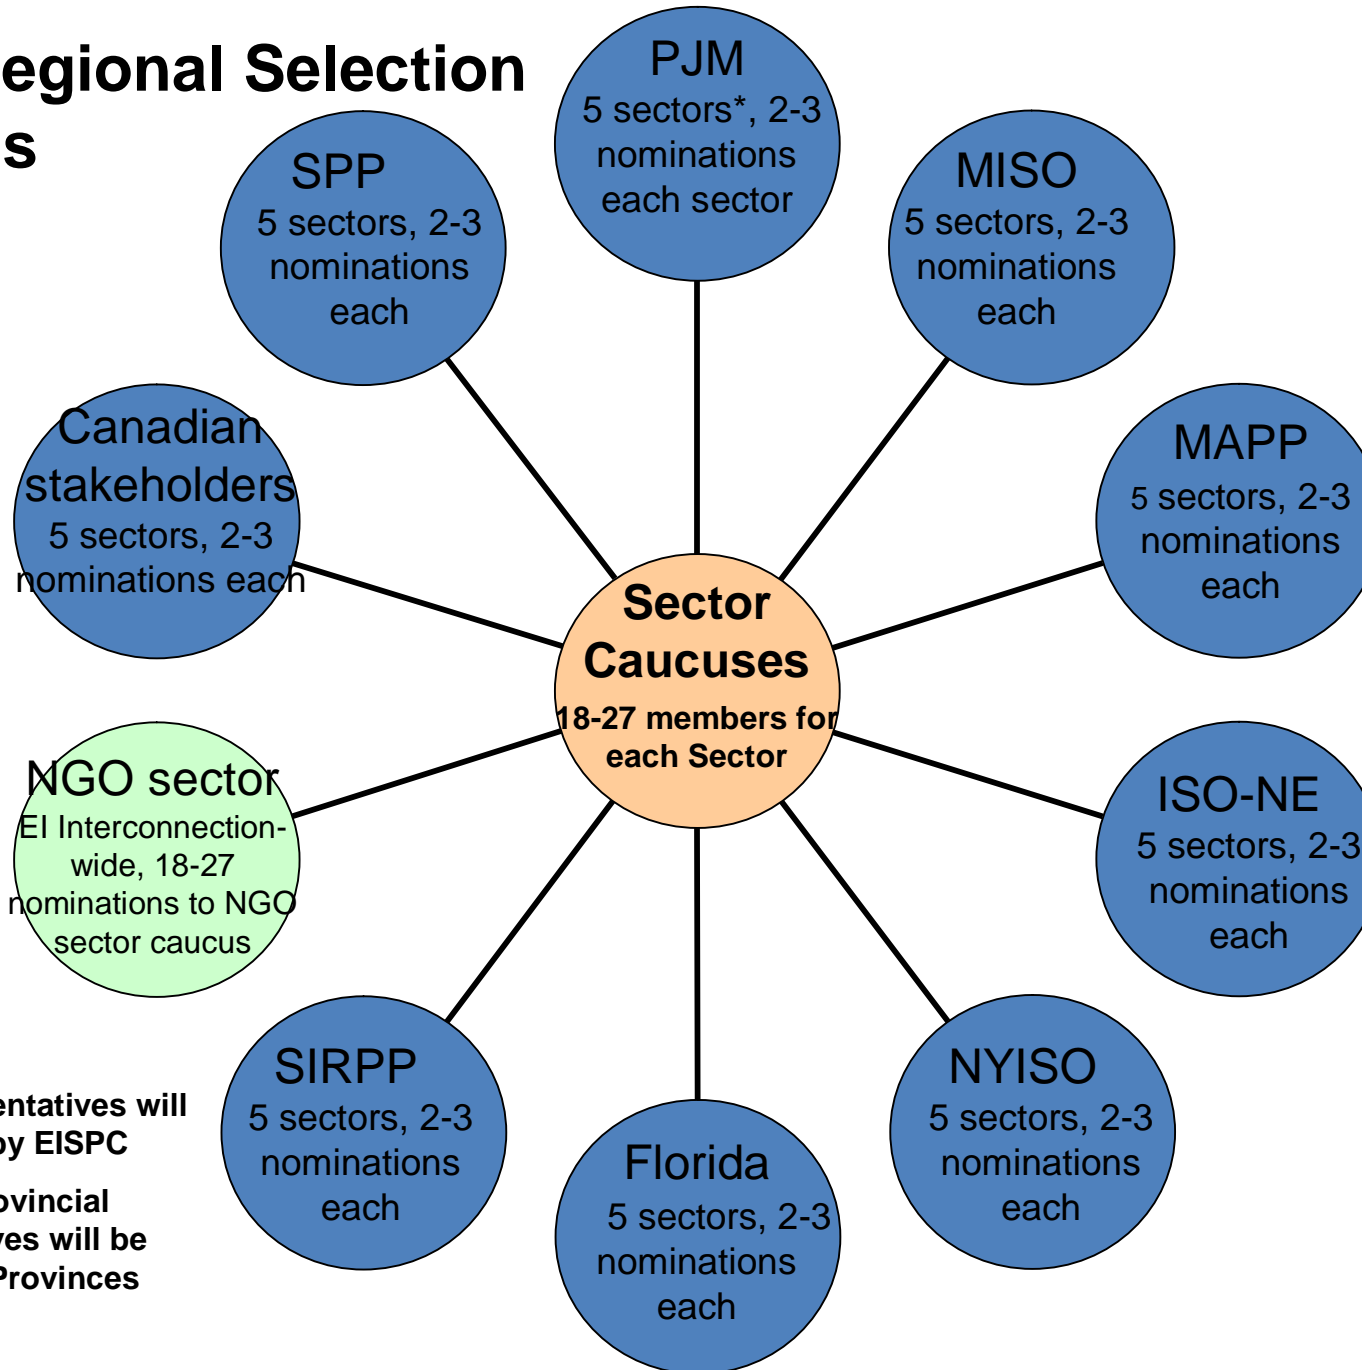 egional Selection
s
PJM
5 sectors*, 2-3
nominations
each sector
SPP
5 sectors, 2-3
nominations
each
MISO
5 sectors, 2-3
nominations
each
Canadian
stakeholders
5 sectors, 2-3
nominations each
MAPP
5 sectors, 2-3
nominations
each
Sector
Caucuses
18-27 members for
each Sector
NGO sector
EI Interconnection-
wide, 18-27
nominations to NGO
sector caucus
ISO-NE
5 sectors, 2-3
nominations
each
SIRPP
5 sectors, 2-3
nominations
each
NYISO
5 sectors, 2-3
nominations
each
Florida
5 sectors, 2-3
nominations
each
entatives will
by EISPC
ovincial
ves will be
Provinces